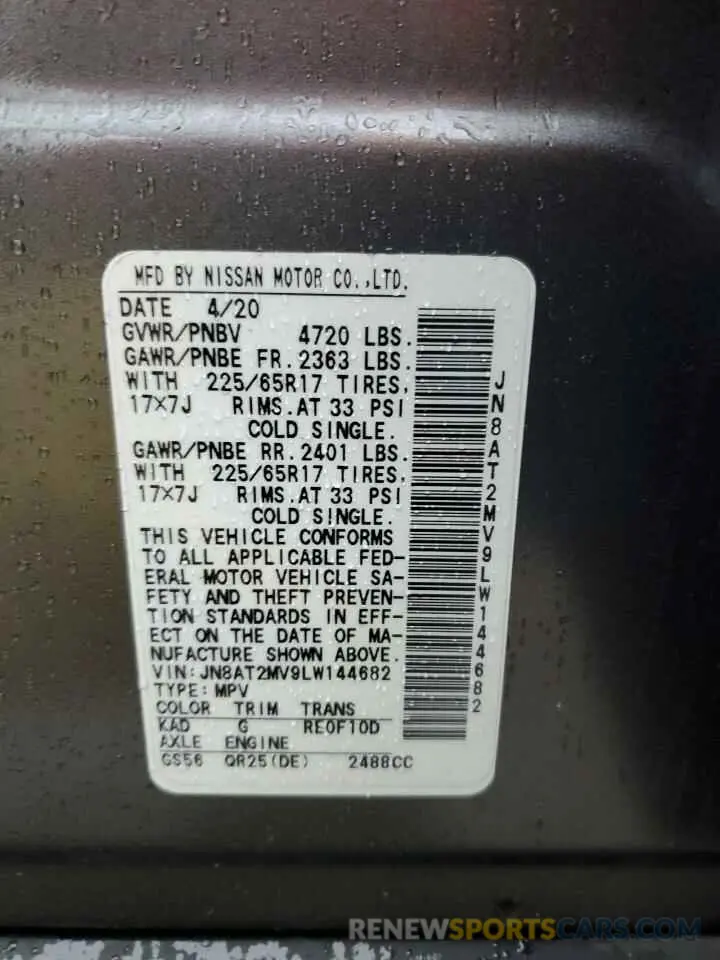 MFD BY NISSAN MOTOR CO.,LTD.
DATE 4/20
GVWR/PNBV 4720 LBS.
GAWR/PNBE FR. 2363 LBS.
WITH 225/65R17 TIRES,
17×7J RIMS.AT 33 PSI
COLD SINGLE.
GAWR/PNBE RR. 2401 LBS.
WITH 225/65R17 TIRES,
17×7J RIMS.AT 33 PSI
COLD SINGLE.
THIS VEHICLE CONFORMS
TO ALL APPLICABLE FED-
ERAL MOTOR VEHICLE SA-
FETY AND THEFT PREVEN-
TION STANDARDS IN EFF-
ECT ON THE DATE OF MA-
NUFACTURE SHOWN ABOVE.
VIN:JN8AT2MV9LW144682
TYPE:MPV
COLOR TRIM TRANS
KAD G RE0F10D
AXLE ENGINE
GS56 QR25(DE) 2488CC
JN8AT2MV9LW144682
RENEWSPORTSCARS.COM